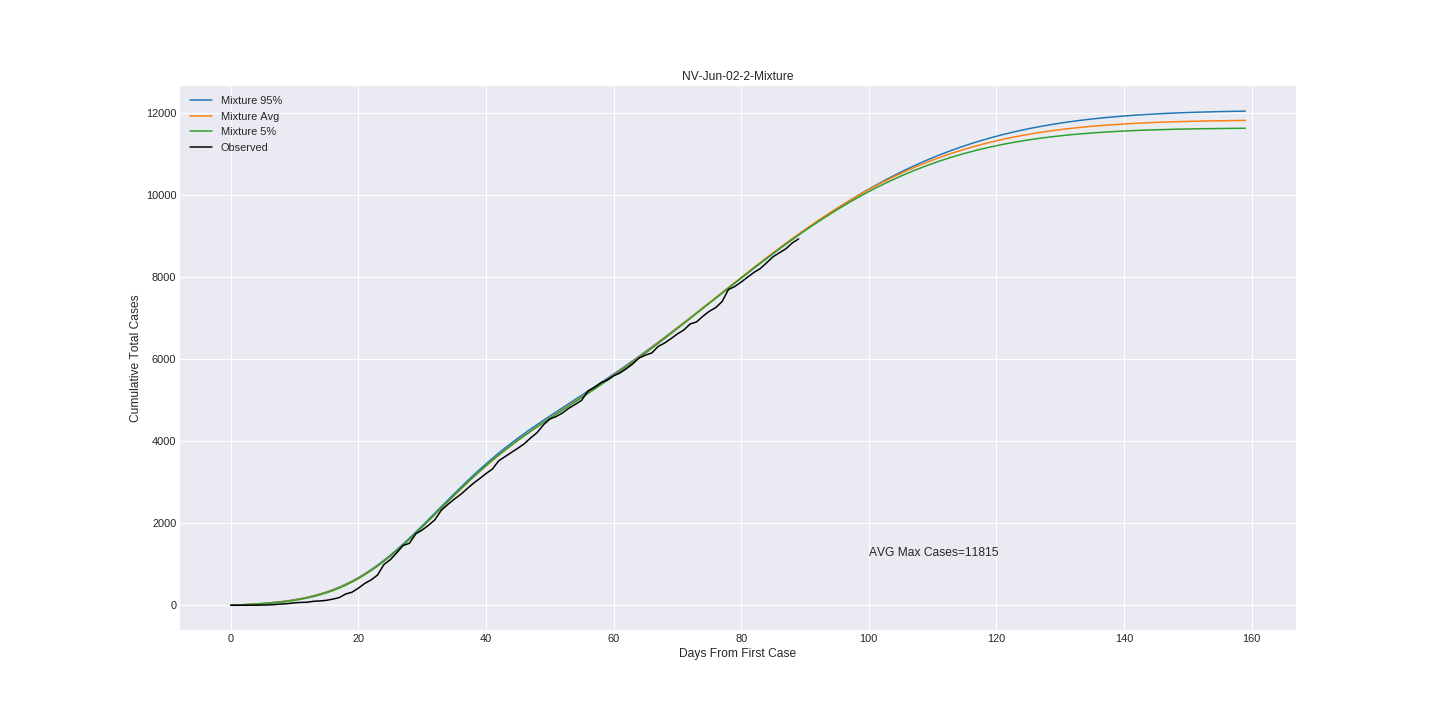 NV-Jun-02-2-Mixture
Mixture 95%
Mixture Avg
Mixture 5%
Observed
12000
10000
8000
6000
4000
2000
0
Cumulative Total Cases
AVG Max Cases=11815
0 20 40 60 80 100 120 140 160
Days From First Case